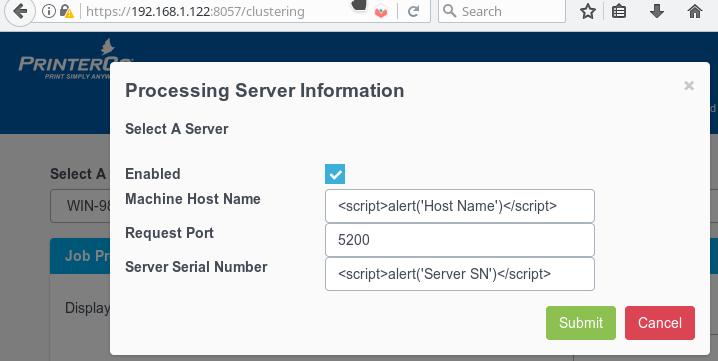 https://192.168.1.122:8057/clustering
Search
PRINTERO
PRINT SIMPLY ANYW
Processing Server Information
×
Select A Server
Enabled
Machine Host Name
<script>alert('Host Name')</script>
Request Port
5200
Server Serial Number
<script>alert('Server SN')</script>
Submit
Cancel
Select A
WIN-98
Job Pr
Display
d